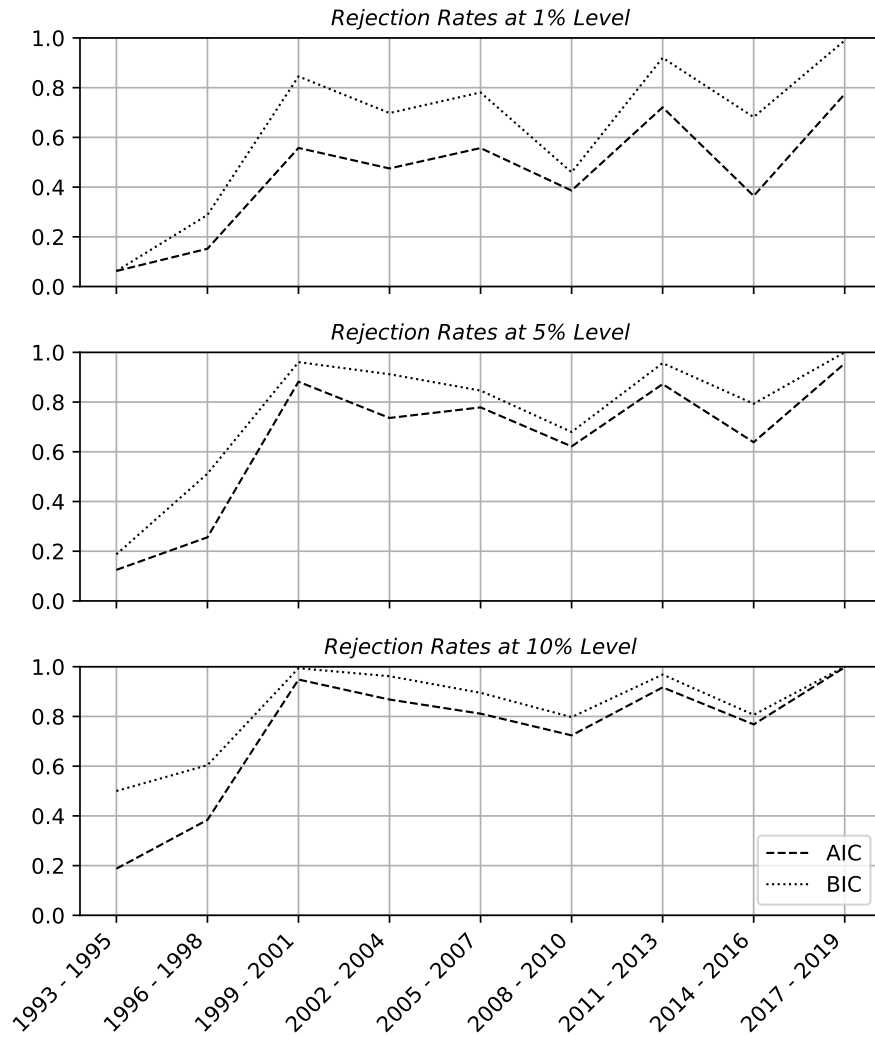 Rejection Rates at 1% Level
1.0
0.8
0.6
0.4
0.2
0.0
Rejection Rates at 5% Level
1.0
0.8
0.6
0.4
0.2
0.0
Rejection Rates at 10% Level
1.0
0.8
0.6
0.4
0.2
0.0
AIC
BIC
1993 - 1995
1996 - 1998
1999 - 2001
2002 - 2004
2005 - 2007
2008 - 2010
2011 - 2013
2014 - 2016
2017 - 2019